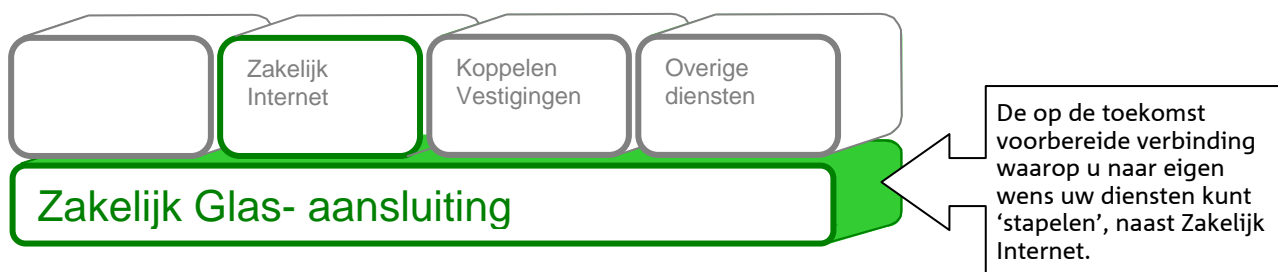 Zakelijk
Internet
Koppelen
Vestigingen
Overige
diensten
Zakelijk Glas- aansluiting
De op de toekomst
voorbereide verbinding
waarop u naar eigen
wens uw diensten kunt
‘stapelen’, naast Zakelijk
Internet.